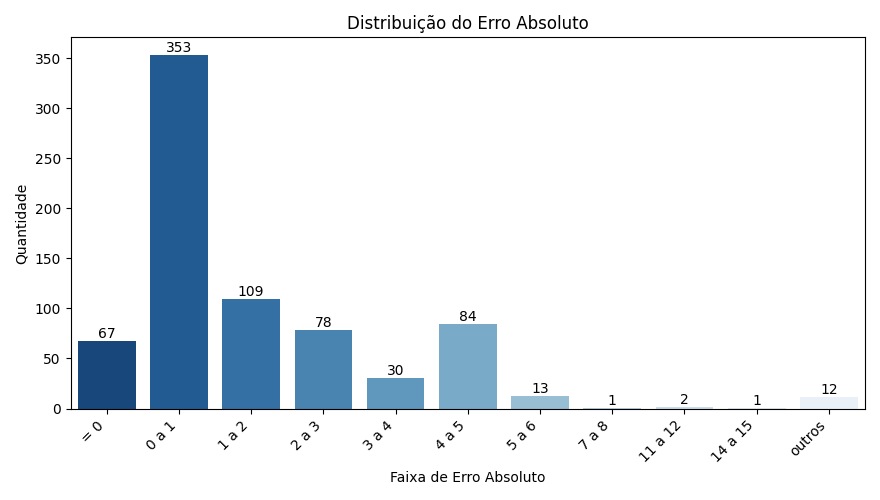 Distribuição do Erro Absoluto
Quantidade
350
300
250
200
150
100
50
0
67
353
109
78
30
84
13
1
2
1
12
= 0
0 a 1
1 a 2
2 a 3
3 a 4
4 a 5
5 a 6
7 a 8
11 a 12
14 a 15
outros
Faixa de Erro Absoluto